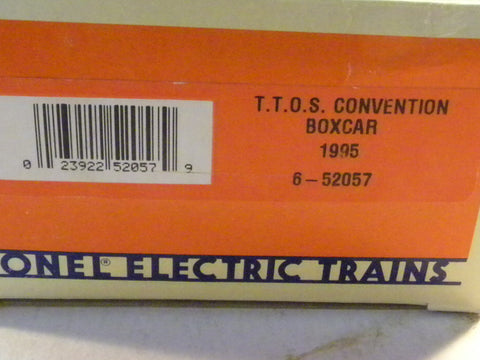 T.T.O.S. CONVENTION
BOXCAR
1995
6-52057
0 23922 52057 9
ONEL® ELECTRIC TRAINS